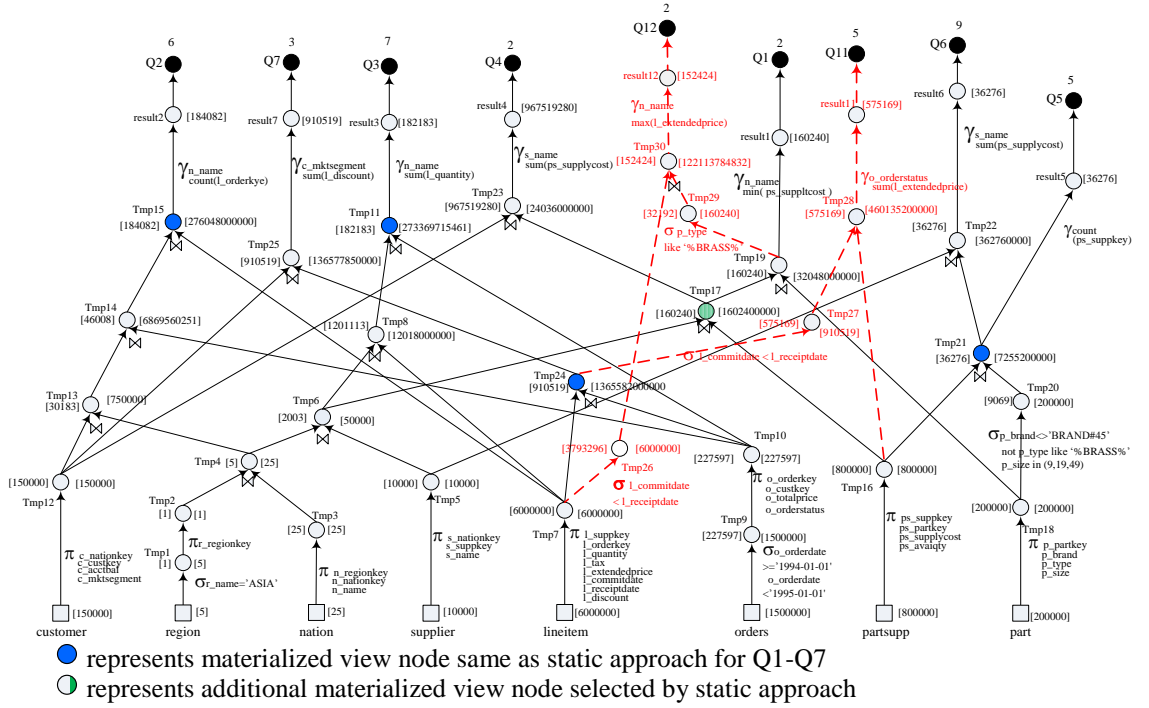 2
6
3
7
2
2
5
9
5
Q2
Q7
Q3
Q4
Q12
Q1
Q11
Q6
Q5
result2 [184082]
result7 [910519]
result3 [182183]
result4 [967519280]
result12 [152424]
result1 [160240]
result11 [575169]
result6 [36276]
result5 [36276]
γn_name
count(l_orderkye)
γc_mktsegment
sum(l_discount)
γn_name
sum(l_quantity)
γs_name
sum(ps_supplycost)
γn_name
max(l_extendedprice)
γn_name
min( ps_suppltcost )
γo_orderstatus
sum(l_extendedprice)
γs_name
sum(ps_supplycost)
γcount
(ps_suppkey)
Tmp30
[152424] [122113784832]
Tmp29
[32192] [160240]
σ p_type
like ‘%BRASS%’
Tmp15
[184082] [276048000000]
Tmp11
[182183] [273369715461]
Tmp23
[967519280] [24036000000]
Tmp28
[575169] [460135200000]
Tmp22
[36276] [362760000]
Tmp25
[910519] [136577850000]
Tmp19
[160240] [32048000000]
Tmp14
[46008] [6869560251]
Tmp8
[1201113] [12018000000]
Tmp17
[160240] [1602400000]
Tmp27
[575169] [910519]
σ l_commitdate < l_receiptdate
Tmp21
[36276] [7255200000]
Tmp24
[910519] [1365582000000
Tmp13
[30183] [750000]
Tmp6
[2003] [50000]
Tmp20
[9069] [200000]
σp_brand<>’BRAND#45’
not p_type like ‘%BRASS%’
p_size in (9,19,49)
Tmp4 [5] [25]
[3793296] [6000000]
Tmp26
σ l_commitdate
< l_receiptdate
Tmp10
[227597] [227597]
π o_orderkey
o_custkey
o_totalprice
o_orderstatus
[800000] [800000]
Tmp16
[150000] [150000]
Tmp12
[10000] [10000]
Tmp5
[6000000] [6000000]
Tmp7
[200000] [200000]
Tmp18
Tmp2
[1] [1]
Tmp3
[25] [25]
Tmp9
[227597] [1500000]
πr_regionkey
Tmp1
[1] [5]
σr_name='ASIA'
π c_nationkey
c_custkey
c_acctbal
c_mktsegment
π n_regionkey
n_nationkey
n_name
π s_nationkey
s_suppkey
s_name
π l_suppkey
l_orderkey
l_quantity
l_tax
l_extendedprice
l_commitdate
l_receiptdate
l_discount
σo_orderdate
>='1994-01-01'
o_orderdate
<'1995-01-01'
π ps_suppkey
ps_partkey
ps_supplycost
ps_avaiqty
π p_partkey
p_brand
p_type
p_size
[150000] [5] [25] [10000] [6000000] [1500000] [800000] [200000]
customer region nation supplier lineitem orders partsupp part
represents materialized view node same as static approach for Q1-Q7
represents additional materialized view node selected by static approach